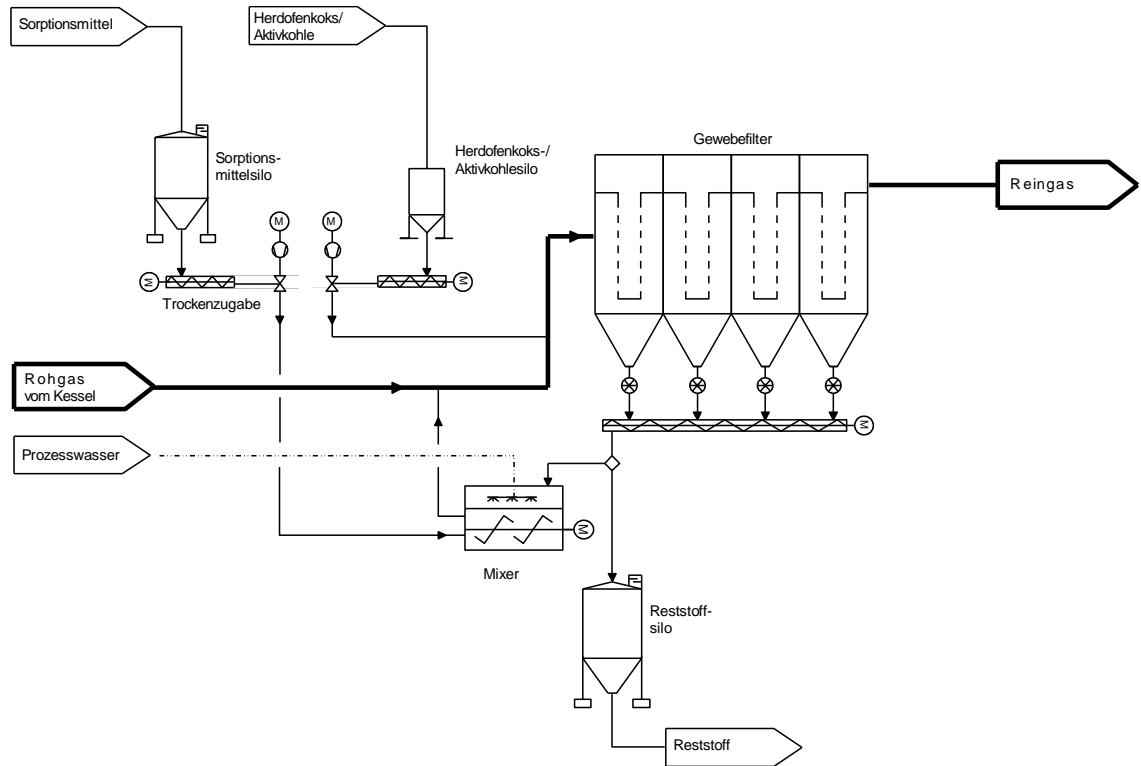 Sorptionsmittel
Herdofenkoks/
Aktivkohle
Sorptions-
mittelsilo
Herdofenkoks-/
Aktivkohlesilo
Gewebefilter
Reingas
M
M
M
M
Trockenzugabe
Rohgas
vom Kessel
M
Prozesswasser
M
Mixer
Reststoff-
silo
Reststoff